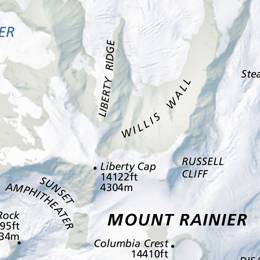 ER
LIBERTY RIDGE
WILLIS WALL
Stea
Liberty Cap
14122ft
4304m
RUSSELL
CLIFF
SUNSET
AMPHITHEATER
Rock
95ft
34m
MOUNT RAINIER
Columbia Crest
14410ft